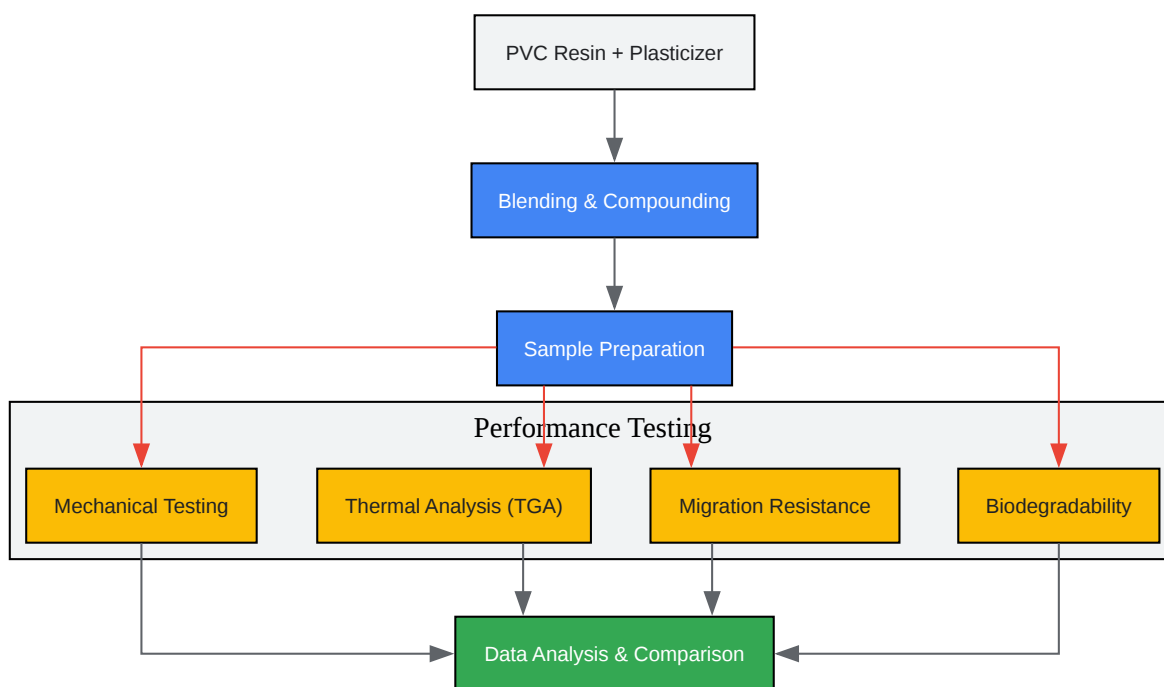 PVC Resin + Plasticizer
Blending & Compounding
Sample Preparation
Performance Testing
Mechanical Testing
Thermal Analysis (TGA)
Migration Resistance
Biodegradability
Data Analysis & Comparison